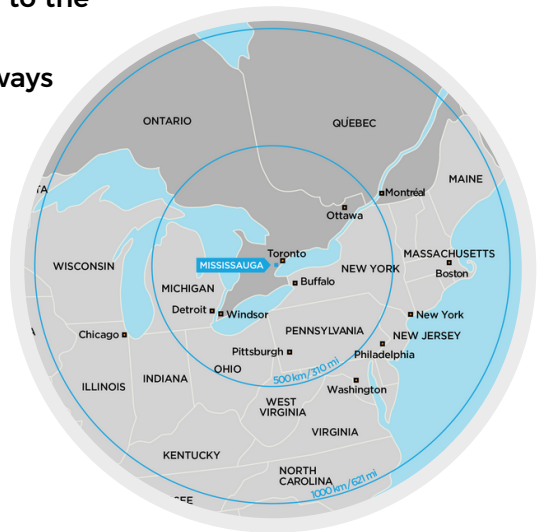 to the
ways
ONTARIO
QUÉBEC
MAINE
Montréal
Ottawa
Toronto
MISSISSAUGA
WISCONSIN
MICHIGAN
NEW YORK
MASSACHUSETTS
Boston
Buffalo
Detroit
Windsor
New York
Chicago
PENNSYLVANIA
NEW JERSEY
Pittsburgh
Philadelphia
OHIO
500 km/310 mi
ILLINOIS
INDIANA
Washington
WEST
VIRGINIA
VIRGINIA
KENTUCKY
NORTH
CAROLINA
1000 km/621 mi